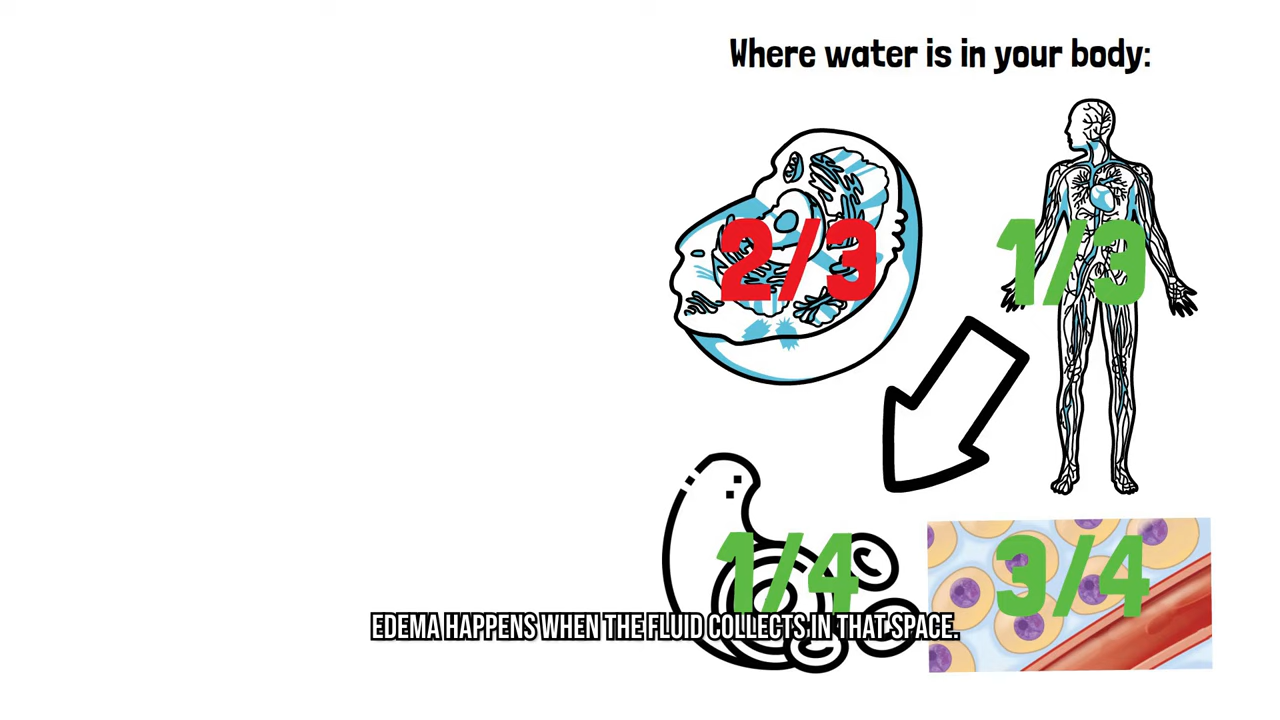 Where water is in your body:
2/3
1/3
1/4
3/4
EDEMA HAPPENS WHEN THE FLUID COLLECTS IN THAT SPACE.